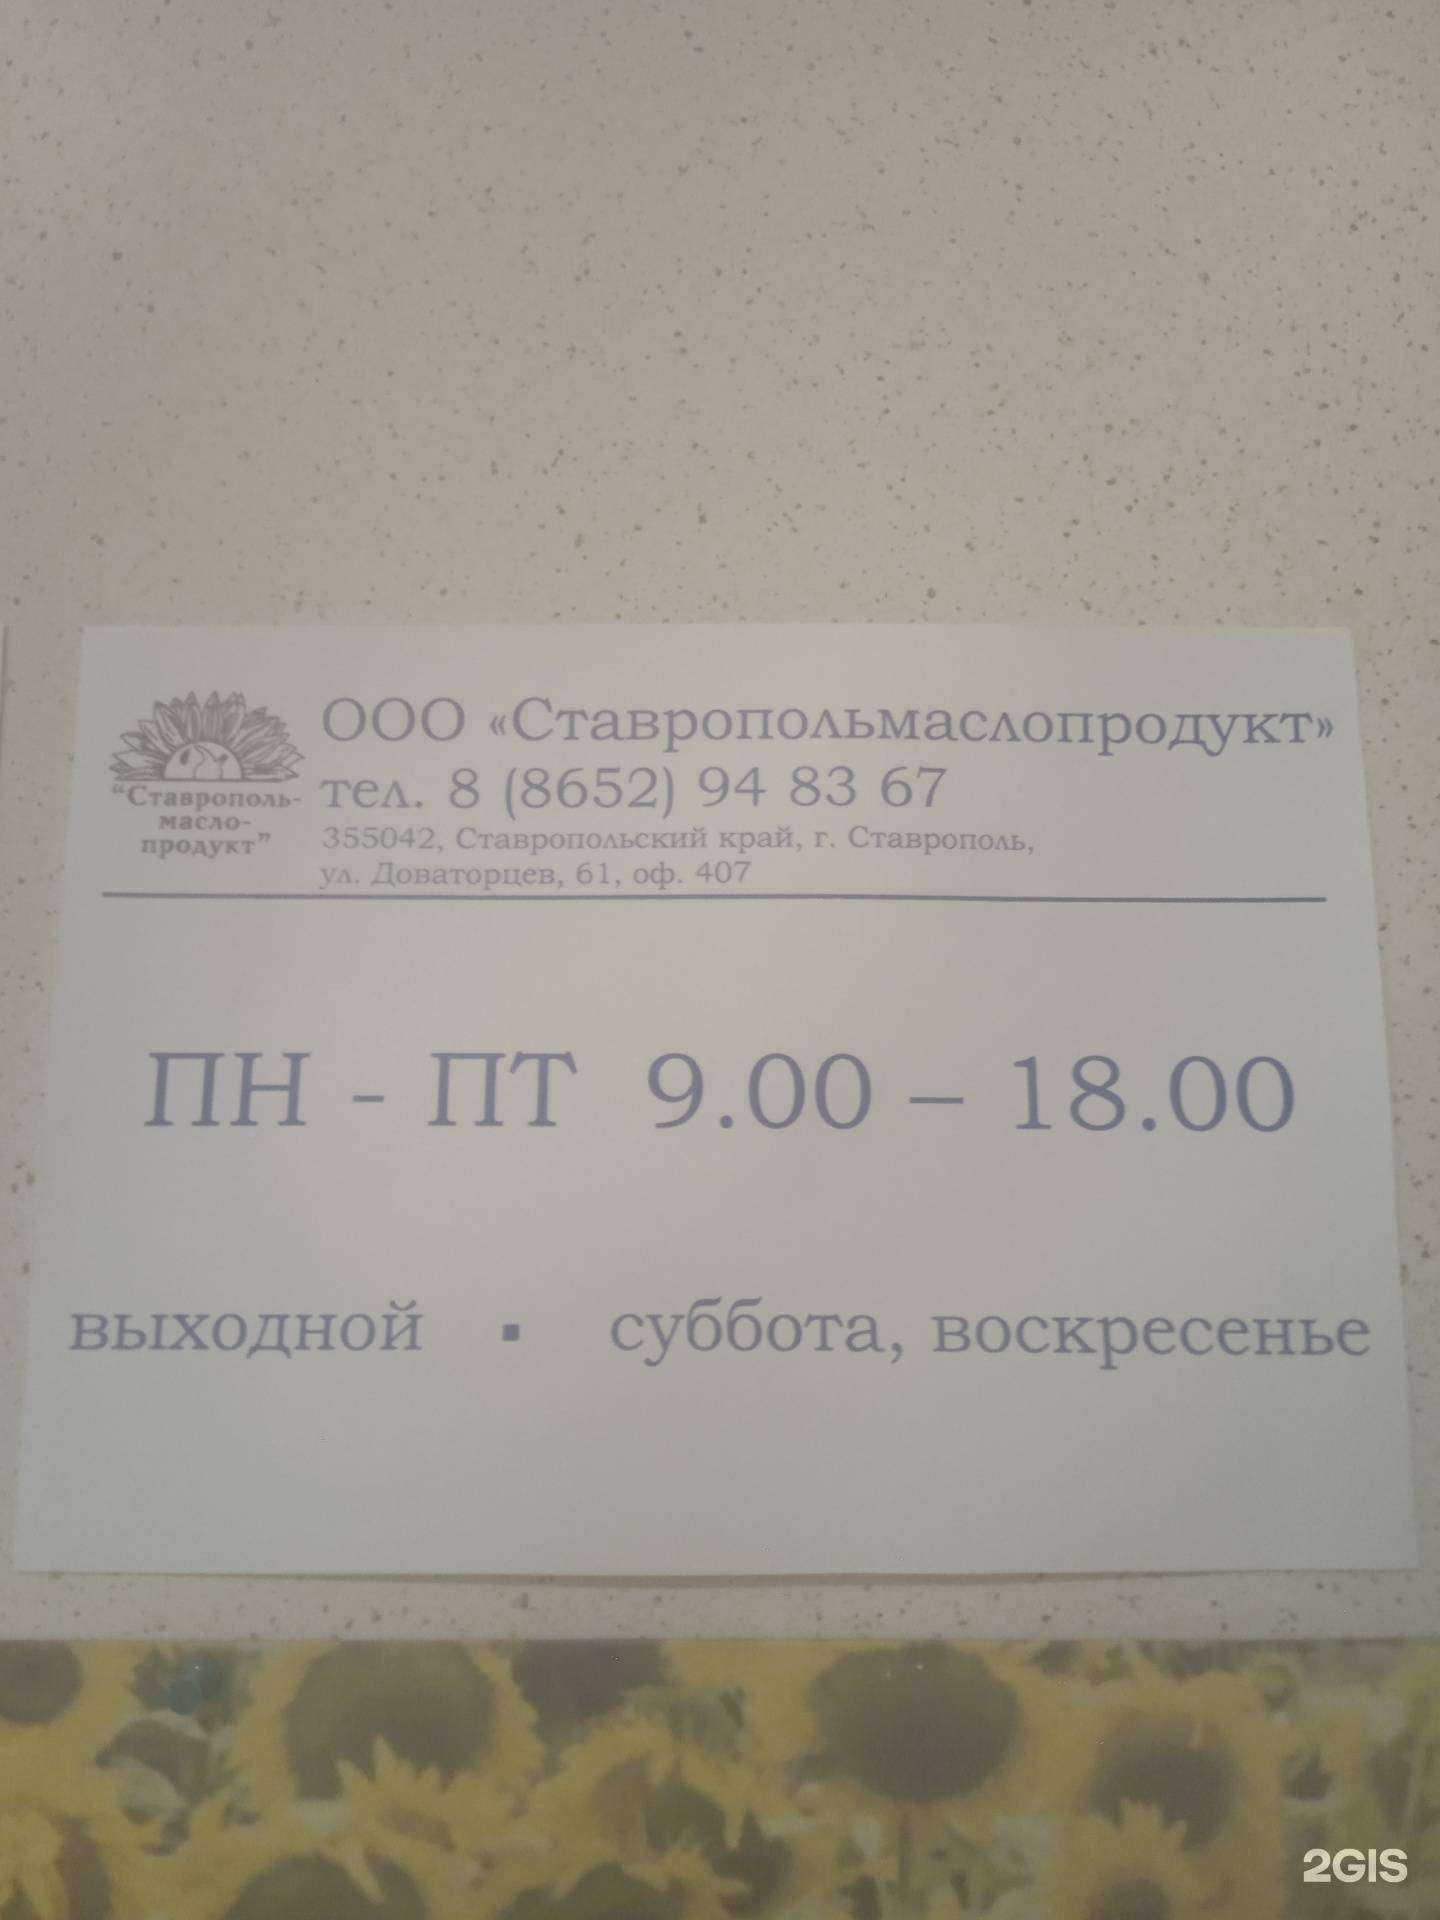 ООО «Ставропольмаслопродукт»
тел. 8 (8652) 94 83 67
355042, Ставропольский край, г. Ставрополь,
ул. Доваторцев, 61, оф. 407
“Ставрополь-
масло-
продукт”
ПН - ПТ 9.00 – 18.00
выходной ▪ суббота, воскресенье
2GIS